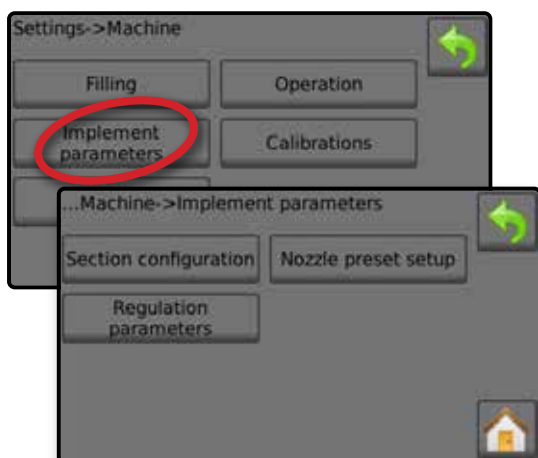 Settings->Machine
Filling
Operation
Implement
parameters
Calibrations
...Machine->Implement parameters
Section configuration
Nozzle preset setup
Regulation
parameters